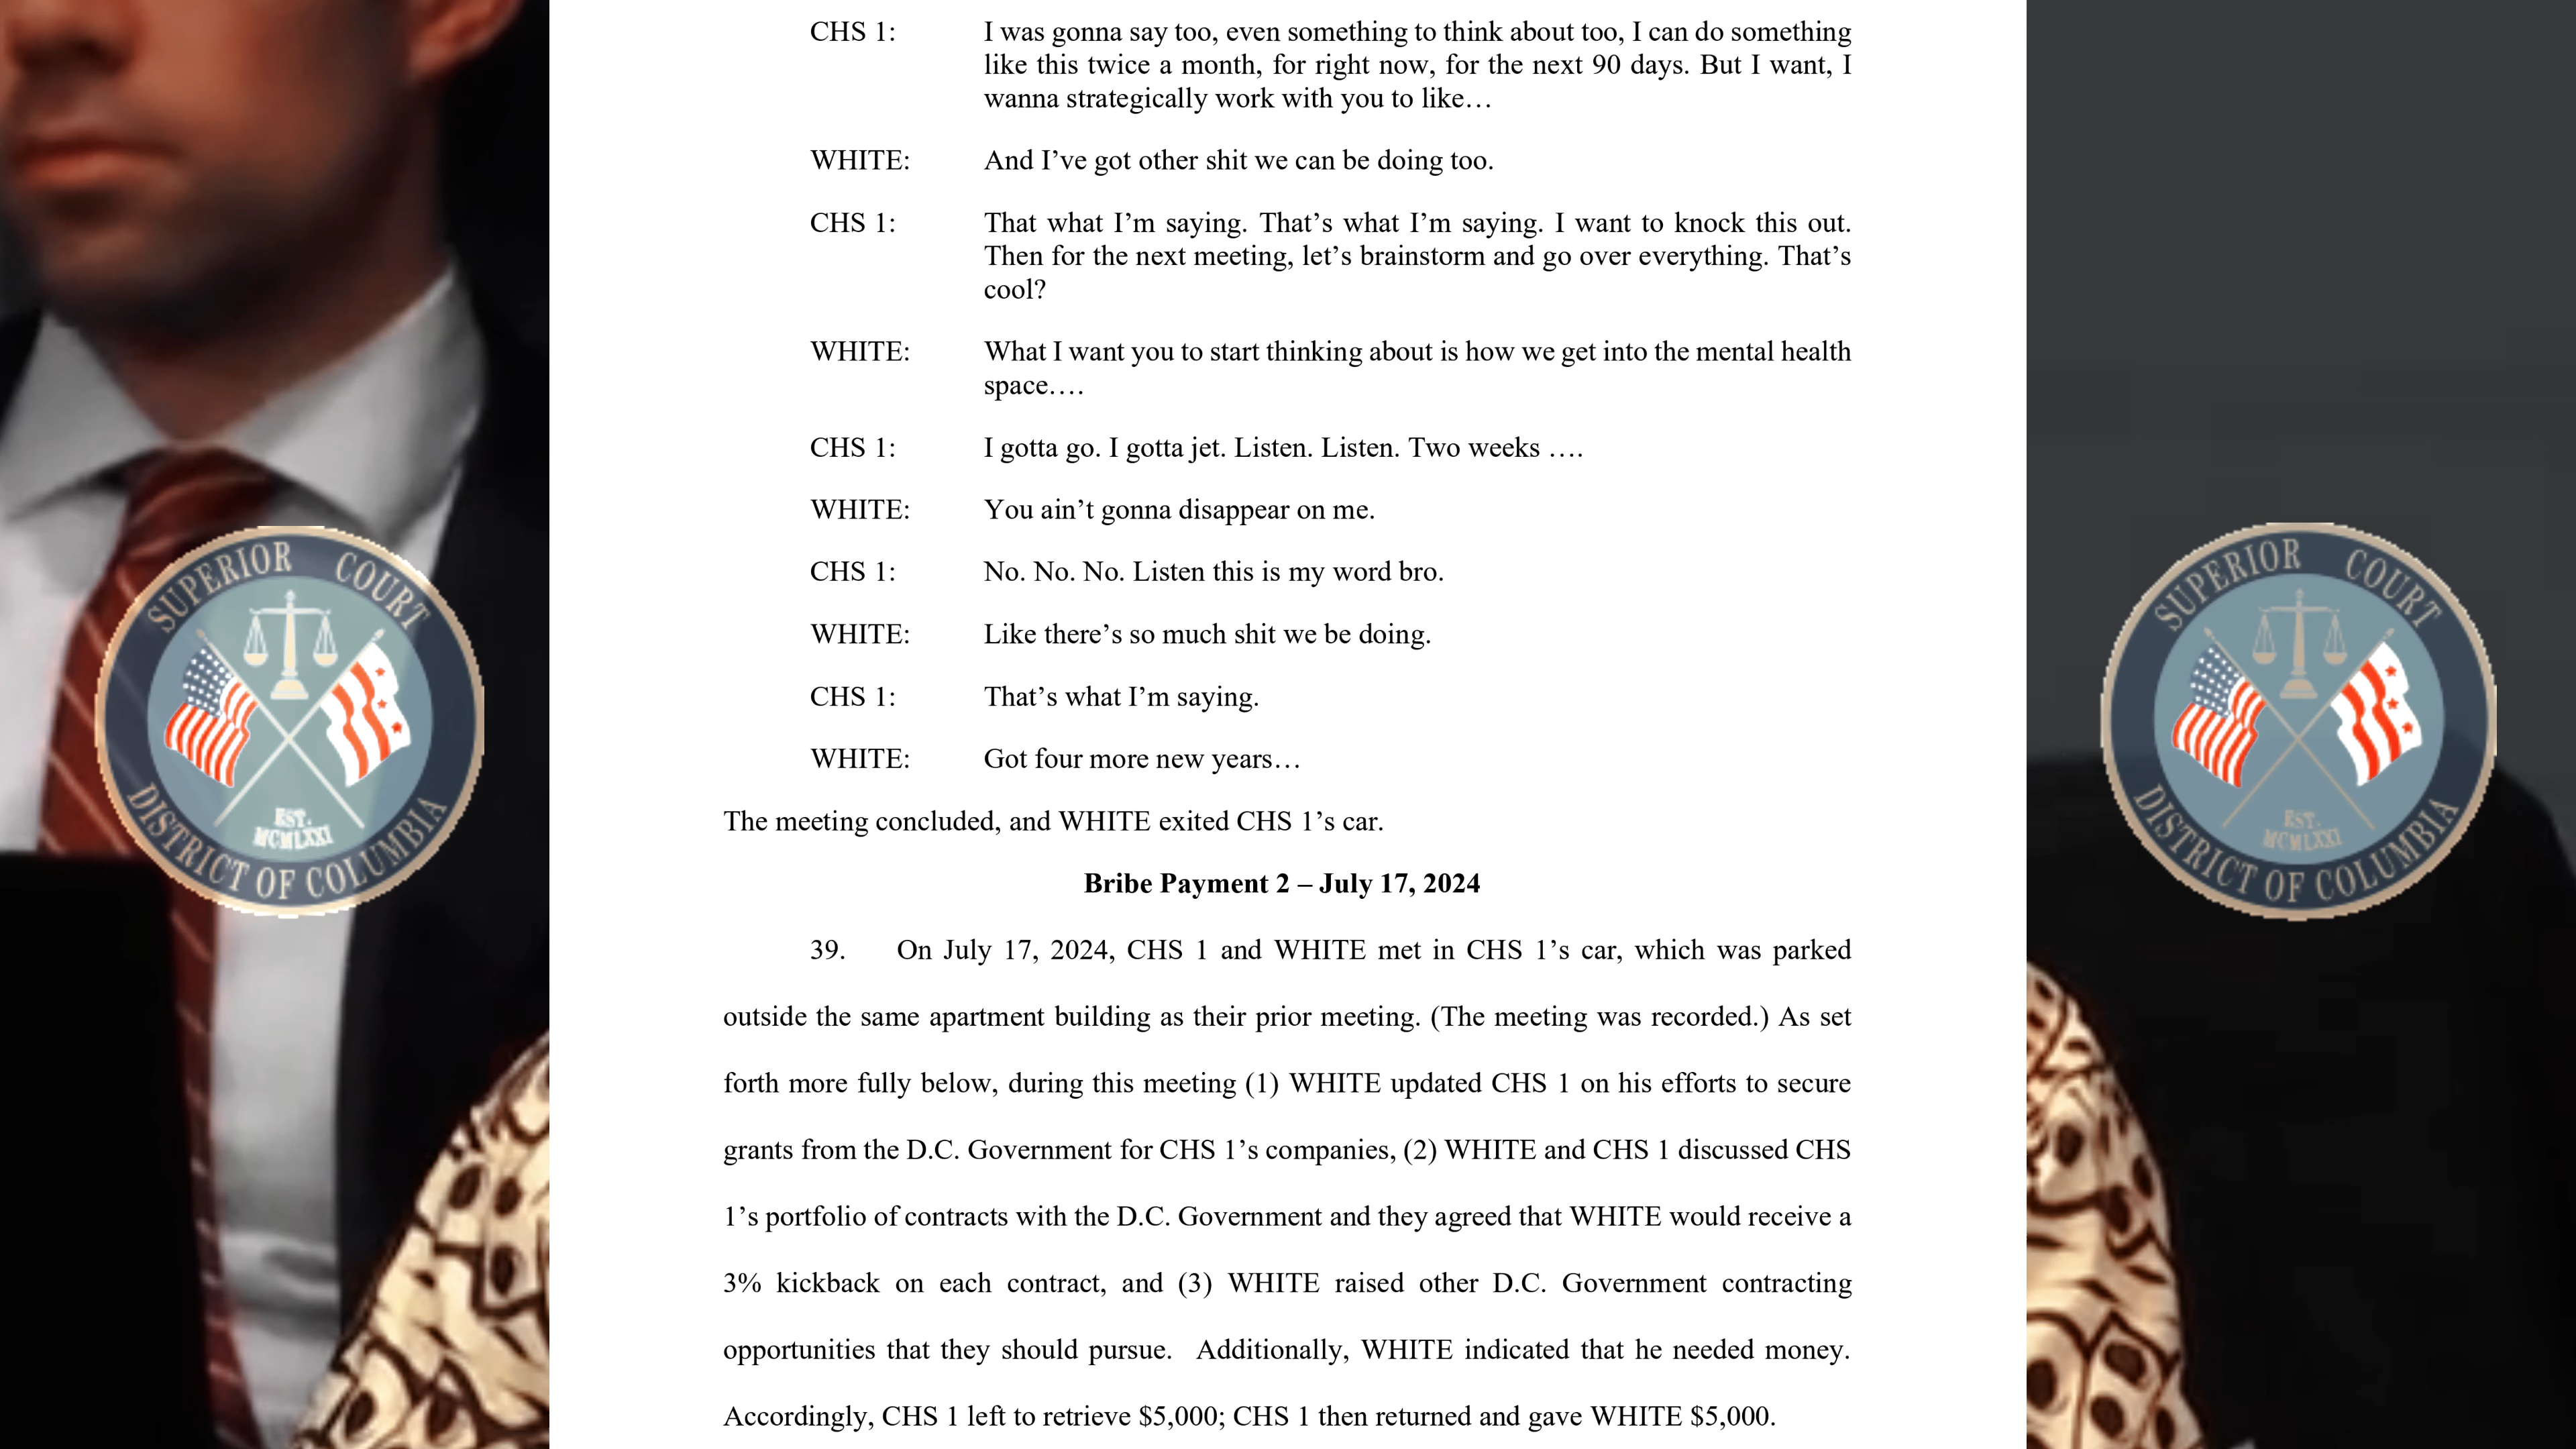 CHS 1: I was gonna say too, even something to think about too, I can do something
like this twice a month, for right now, for the next 90 days. But I want, I
wanna strategically work with you to like…
WHITE: And I’ve got other shit we can be doing too.
CHS 1: That what I’m saying. That’s what I’m saying. I want to knock this out.
Then for the next meeting, let’s brainstorm and go over everything. That’s
cool?
WHITE: What I want you to start thinking about is how we get into the mental health
space….
CHS 1: I gotta go. I gotta jet. Listen. Listen. Two weeks ….
WHITE: You ain’t gonna disappear on me.
CHS 1: No. No. No. Listen this is my word bro.
WHITE: Like there’s so much shit we be doing.
CHS 1: That’s what I’m saying.
WHITE: Got four more new years…
The meeting concluded, and WHITE exited CHS 1’s car.
Bribe Payment 2 – July 17, 2024
39. On July 17, 2024, CHS 1 and WHITE met in CHS 1’s car, which was parked
outside the same apartment building as their prior meeting. (The meeting was recorded.) As set
forth more fully below, during this meeting (1) WHITE updated CHS 1 on his efforts to secure
grants from the D.C. Government for CHS 1’s companies, (2) WHITE and CHS 1 discussed CHS
1’s portfolio of contracts with the D.C. Government and they agreed that WHITE would receive a
3% kickback on each contract, and (3) WHITE raised other D.C. Government contracting
opportunities that they should pursue. Additionally, WHITE indicated that he needed money.
Accordingly, CHS 1 left to retrieve $5,000; CHS 1 then returned and gave WHITE $5,000.
SUPERIOR COURT
EST.
MCMLXXI
DISTRICT OF COLUMBIA
SUPERIOR COURT
EST.
MCMLXXI
DISTRICT OF COLUMBIA